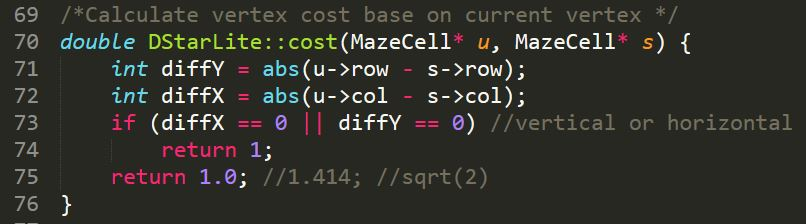 69 /*Calculate vertex cost base on current vertex */
70 double DStarLite::cost(MazeCell* u, MazeCell* s) {
71     int diffY = abs(u->row - s->row);
72     int diffX = abs(u->col - s->col);
73     if (diffX == 0 || diffY == 0) //vertical or horizontal
74         return 1;
75     return 1.0; //1.414; //sqrt(2)
76 }